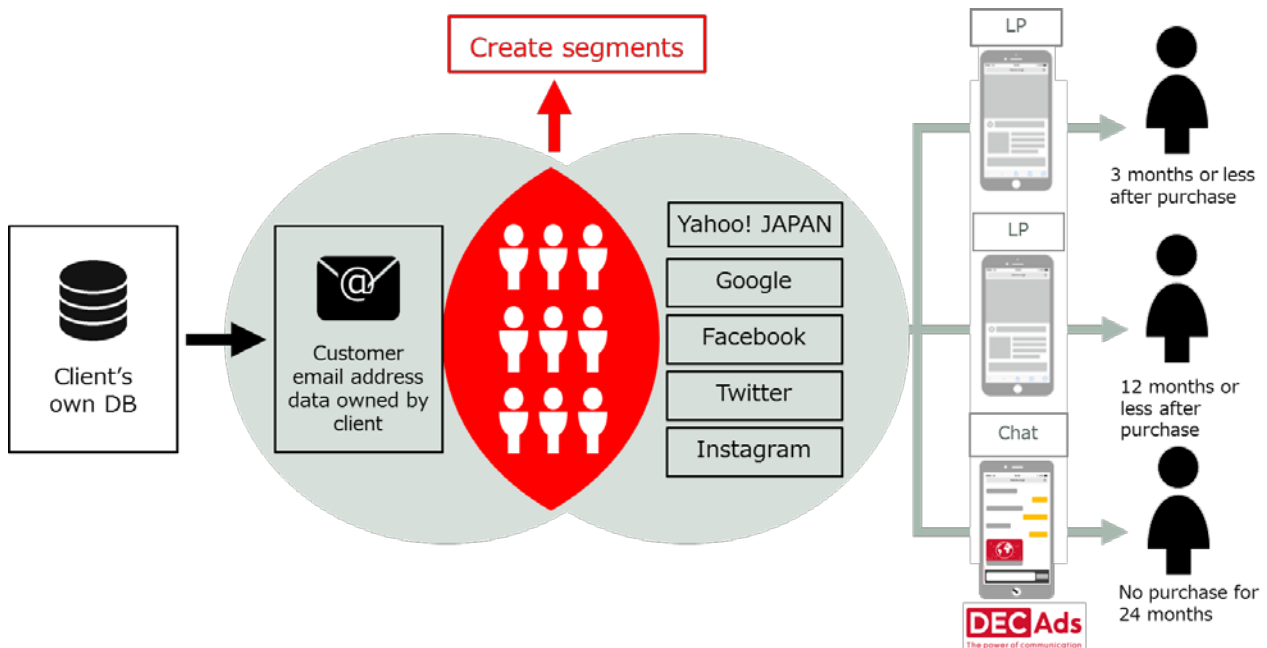 Create segments
Client's
own DB
@
Customer
email address
data owned by
client
Yahoo! JAPAN
Google
Facebook
Twitter
Instagram
LP
3 months or less
after purchase
LP
12 months or
less after
purchase
Chat
No purchase for
24 months
DECAds
The power of communication